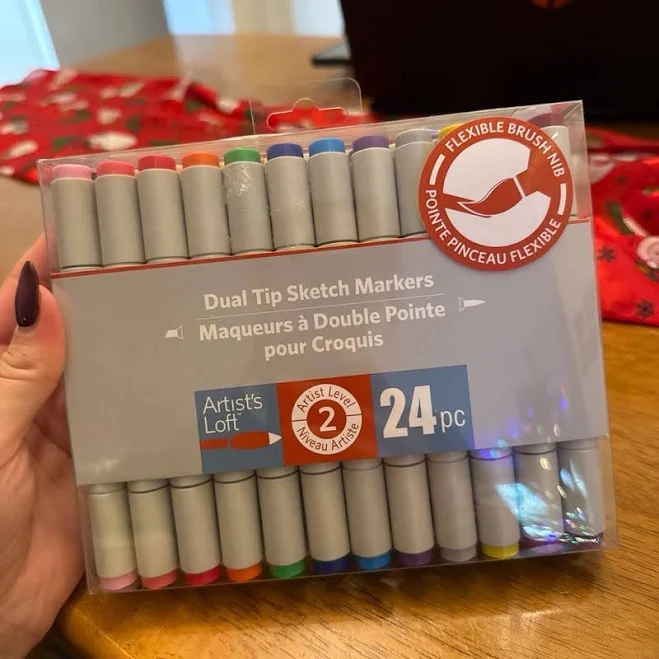 FLEXIBLE BRUSH NIB
POINTE PINCEAU FLEXIBLE
Dual Tip Sketch Markers
Maqueurs à Double Pointe
pour Croquis
Artist's
Loft™
Artist Level
2
Niveau Artiste
24pc